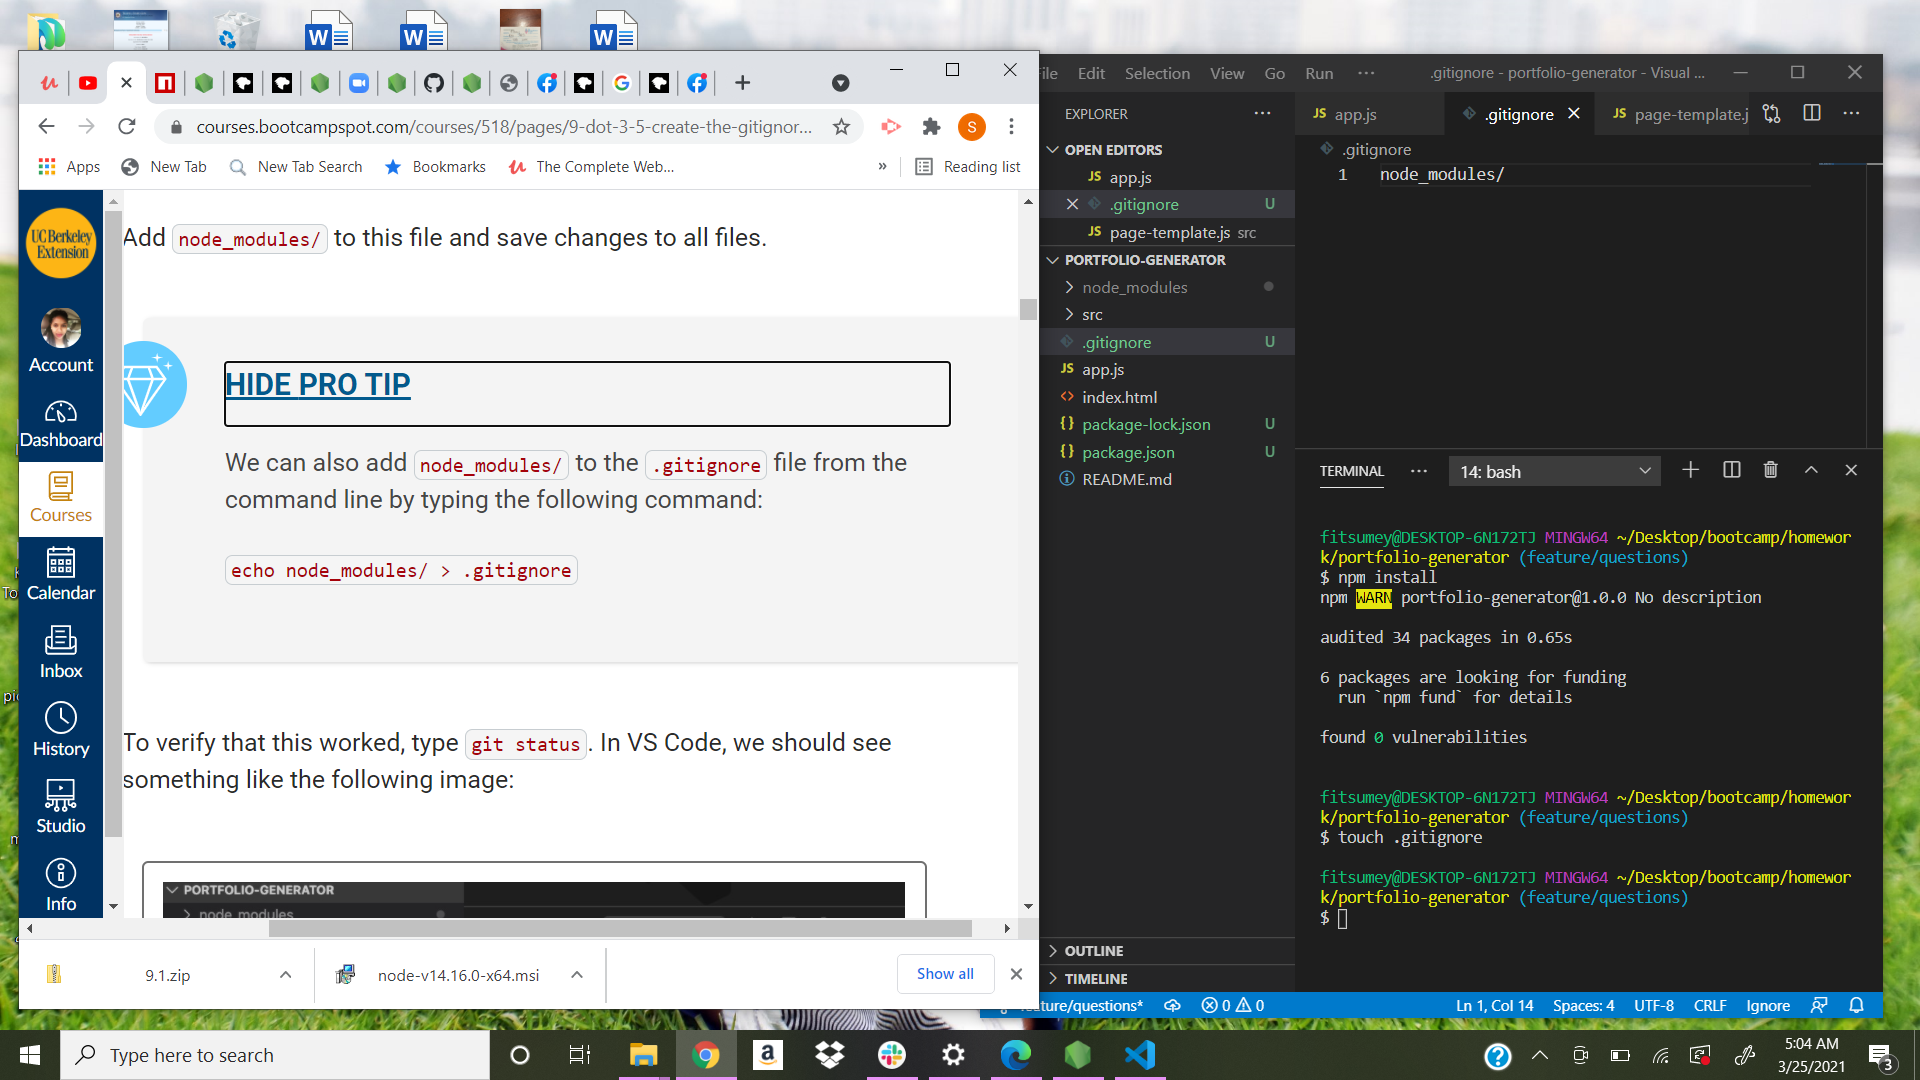 courses.bootcampspot.com/courses/518/pages/9-dot-3-5-create-the-gitignor...
S
Apps
New Tab
New Tab Search
Bookmarks
The Complete Web...
»
Reading list
UC Berkeley
Extension
Account
Dashboard
Courses
Calendar
Inbox
History
Studio
Info
Add node_modules/ to this file and save changes to all files.
HIDE PRO TIP
We can also add node_modules/ to the .gitignore file from the
command line by typing the following command:
echo node_modules/ > .gitignore
To verify that this worked, type git status. In VS Code, we should see
something like the following image:
PORTFOLIO-GENERATOR
node_modules
9.1.zip
node-v14.16.0-x64.msi
Show all
Edit Selection View Go Run ...
.gitignore - portfolio-generator - Visual ...
EXPLORER
OPEN EDITORS
JS app.js
.gitignore U
JS page-template.js src
PORTFOLIO-GENERATOR
node_modules
src
.gitignore U
JS app.js
<> index.html
{} package-lock.json U
{} package.json U
README.md
OUTLINE
TIMELINE
JS app.js
.gitignore
JS page-template.j
.gitignore
1 node_modules/
TERMINAL
14: bash
fitsumey@DESKTOP-6N172TJ MINGW64 ~/Desktop/bootcamp/homewor
k/portfolio-generator (feature/questions)
$ npm install
npm WARN portfolio-generator@1.0.0 No description
audited 34 packages in 0.65s
6 packages are looking for funding
run `npm fund` for details
found 0 vulnerabilities
fitsumey@DESKTOP-6N172TJ MINGW64 ~/Desktop/bootcamp/homewor
k/portfolio-generator (feature/questions)
$ touch .gitignore
fitsumey@DESKTOP-6N172TJ MINGW64 ~/Desktop/bootcamp/homewor
k/portfolio-generator (feature/questions)
$
ture/questions*
0 0
Ln 1, Col 14
Spaces: 4
UTF-8
CRLF
Ignore
Type here to search
5:04 AM
3/25/2021
3